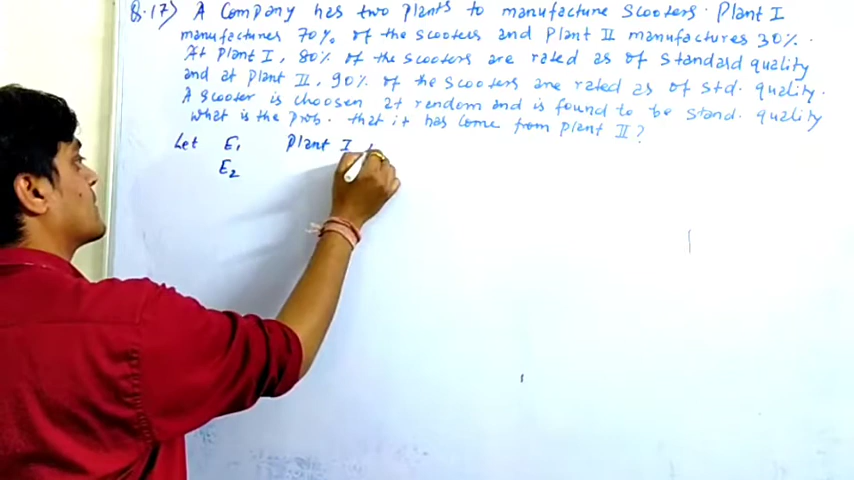 Q.17) A Company has two plants to manufacture Scooters. Plant I
manufactures 70% of the scooters and Plant II manufactures 30%.
At Plant I, 80% of the scooters are rated as of standard quality
and at Plant II, 90% of the scooters are rated as of std. quality.
A scooter is choosen at random and is found to be stand. quality
what is the prob. that it has come from plant II?
Let E1 Plant I
E2